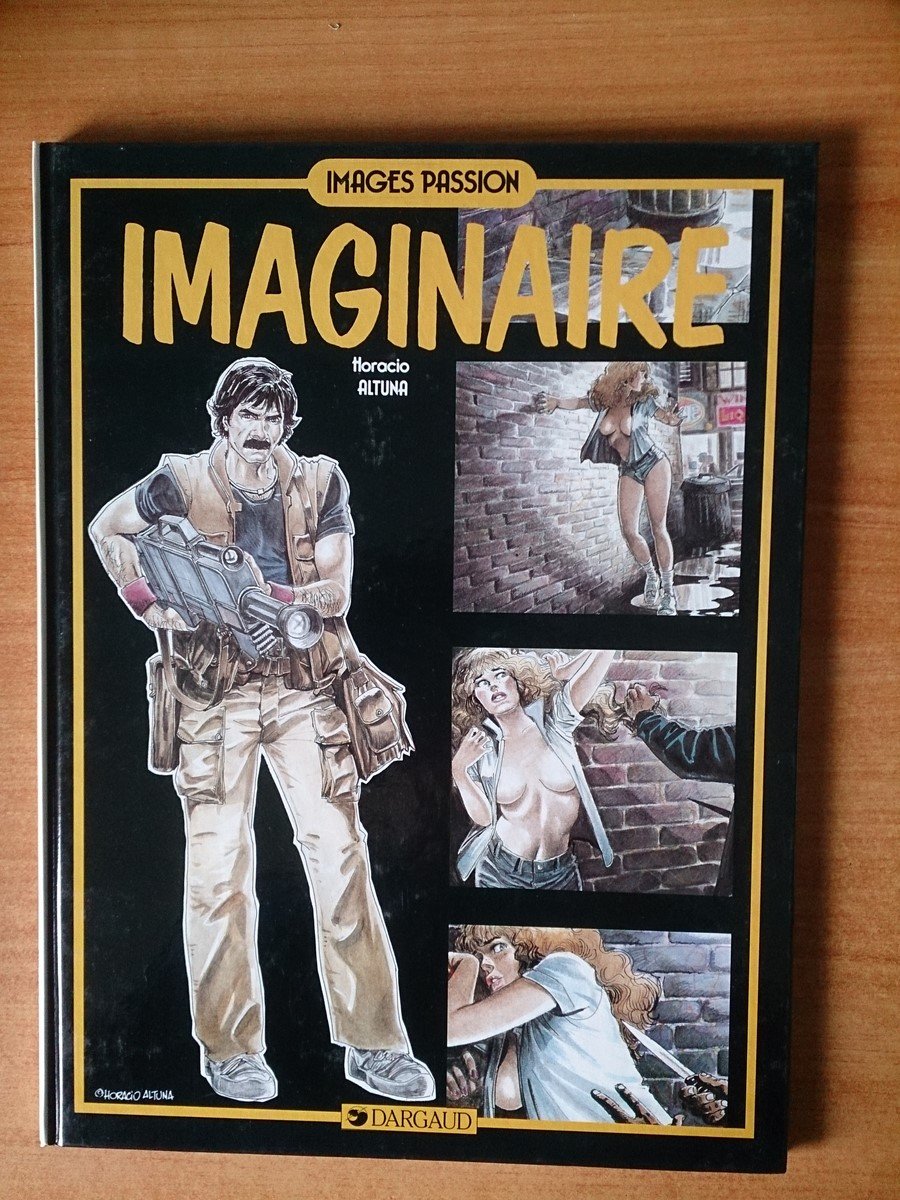 IMAGES PASSION
IMAGINAIRE
Horacio
ALTUNA
©HORACIO ALTUNA
DARGAUD